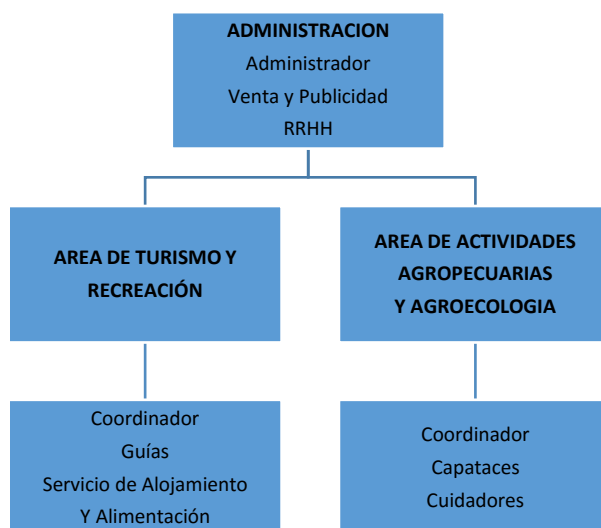 ADMINISTRACION
Administrador
Venta y Publicidad
RRHH
AREA DE TURISMO Y
RECREACIÓN
AREA DE ACTIVIDADES
AGROPECUARIAS
Y AGROECOLOGIA
Coordinador
Guías
Servicio de Alojamiento
Y Alimentación
Coordinador
Capataces
Cuidadores